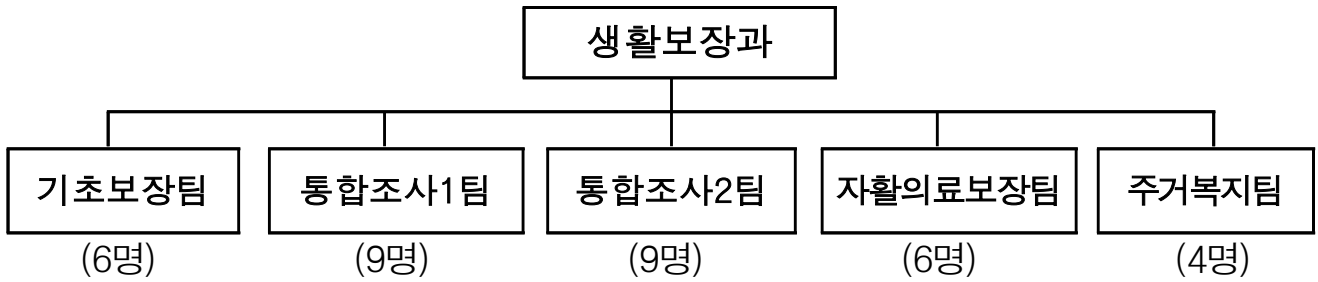 생활보장과
기초보장팀 통합조사1팀 통합조사2팀 자활의료보장팀 주거복지팀
(6명) (9명) (9명) (6명) (4명)